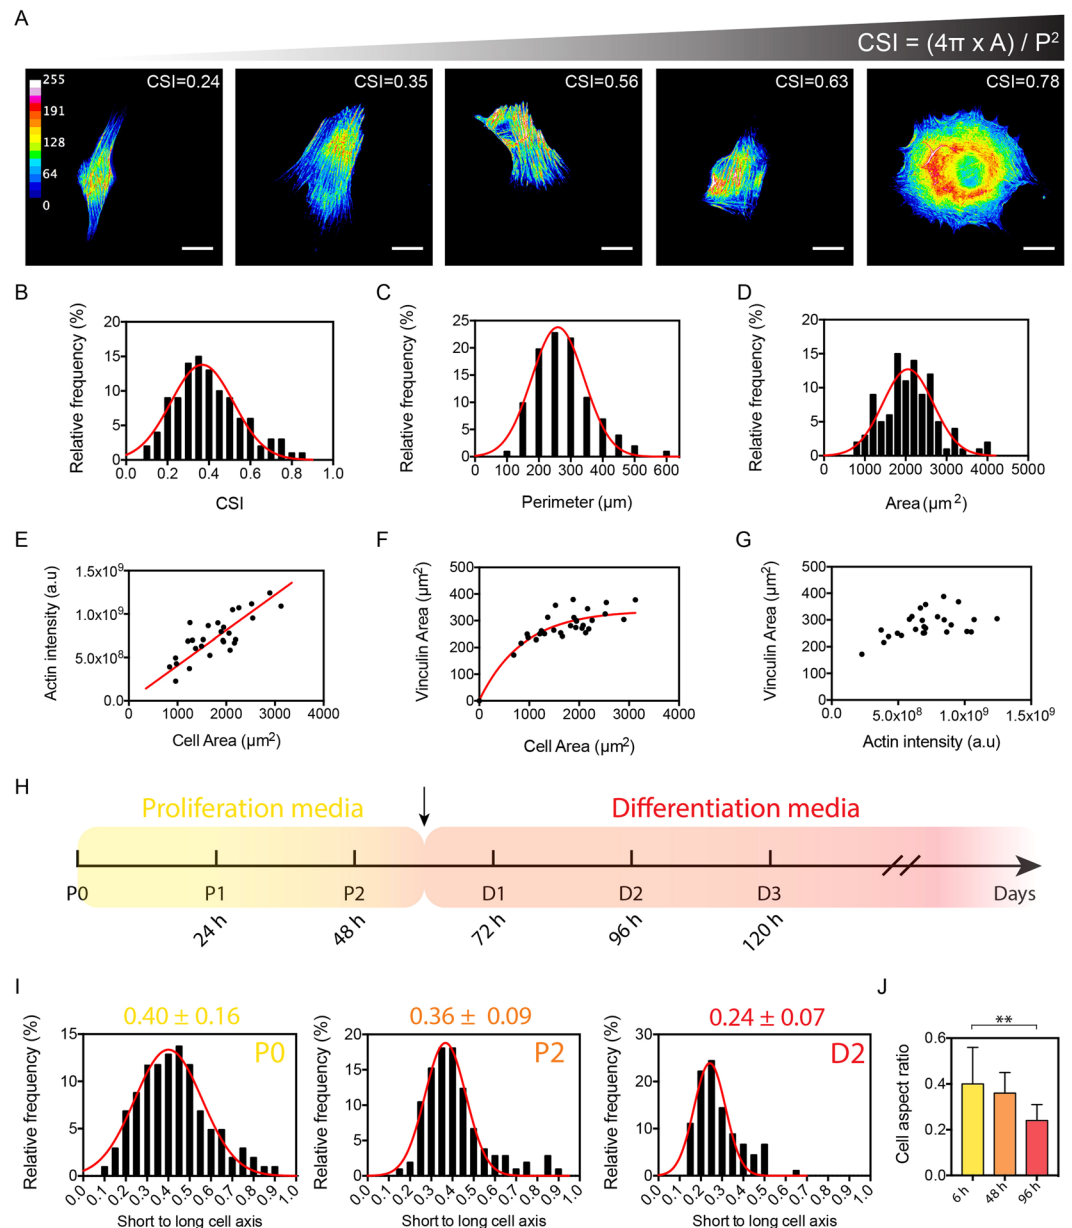 A
CSI = (4π x A) / P²
255
191
128
64
0
CSI=0.24
CSI=0.35
CSI=0.56
CSI=0.63
CSI=0.78
B
Relative frequency (%)
20
15
10
5
0
0.0 0.2 0.4 0.6 0.8 1.0
CSI
C
Relative frequency (%)
25
20
15
10
5
0
0 100 200 300 400 500 600
Perimeter (µm)
D
Relative frequency (%)
20
15
10
5
0
0 1000 2000 3000 4000 5000
Area (µm²)
E
Actin intensity (a.u)
1.5x10⁹
1.0x10⁹
5.0x10⁸
0.0
0 1000 2000 3000 4000
Cell Area (µm²)
F
Vinculin Area (µm²)
500
400
300
200
100
0
0 1000 2000 3000 4000
Cell Area (µm²)
G
Vinculin Area (µm²)
500
400
300
200
100
0
0.0 5.0x10⁸ 1.0x10⁹ 1.5x10⁹
Actin intensity (a.u)
H
Proliferation media
Differentiation media
P0 P1 P2 D1 D2 D3 Days
24 h 48 h 72 h 96 h 120 h
I
0.40 ± 0.16
P0
Relative frequency (%)
15
10
5
0
0.0 0.1 0.2 0.3 0.4 0.5 0.6 0.7 0.8 0.9 1.0
Short to long cell axis
0.36 ± 0.09
P2
Relative frequency (%)
20
15
10
5
0
0.0 0.1 0.2 0.3 0.4 0.5 0.6 0.7 0.8 0.9 1.0
Short to long cell axis
0.24 ± 0.07
D2
Relative frequency (%)
30
20
10
0
0.0 0.1 0.2 0.3 0.4 0.5 0.6 0.7 0.8 0.9 1.0
Short to long cell axis
J
Cell aspect ratio
0.6
0.4
0.2
0.0
**
6 h 48 h 96 h